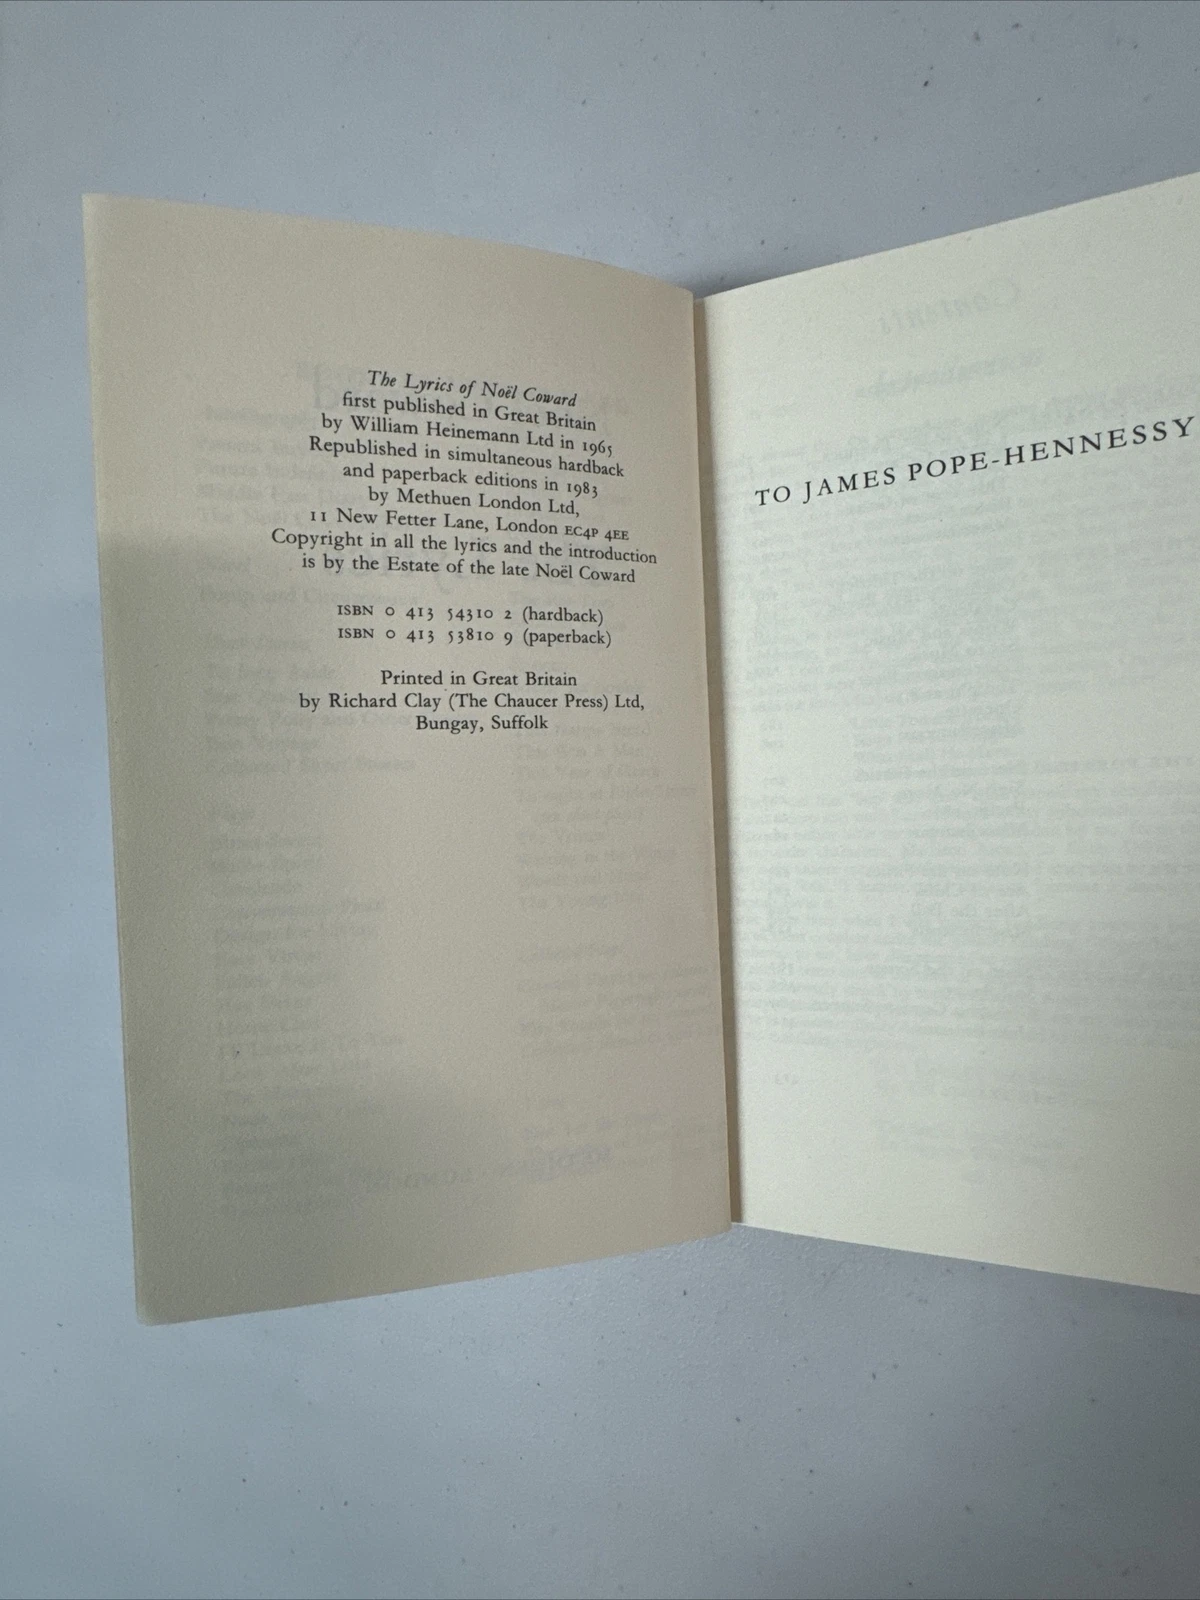 The Lyrics of Noël Coward
first published in Great Britain
by William Heinemann Ltd in 1965
Republished in simultaneous hardback
and paperback editions in 1983
by Methuen London Ltd,
11 New Fetter Lane, London EC4P 4EE
Copyright in all the lyrics and the introduction
is by the Estate of the late Noël Coward
ISBN 0 413 54310 2 (hardback)
ISBN 0 413 53810 9 (paperback)
Printed in Great Britain
by Richard Clay (The Chaucer Press) Ltd,
Bungay, Suffolk
TO JAMES POPE-HENNESSY